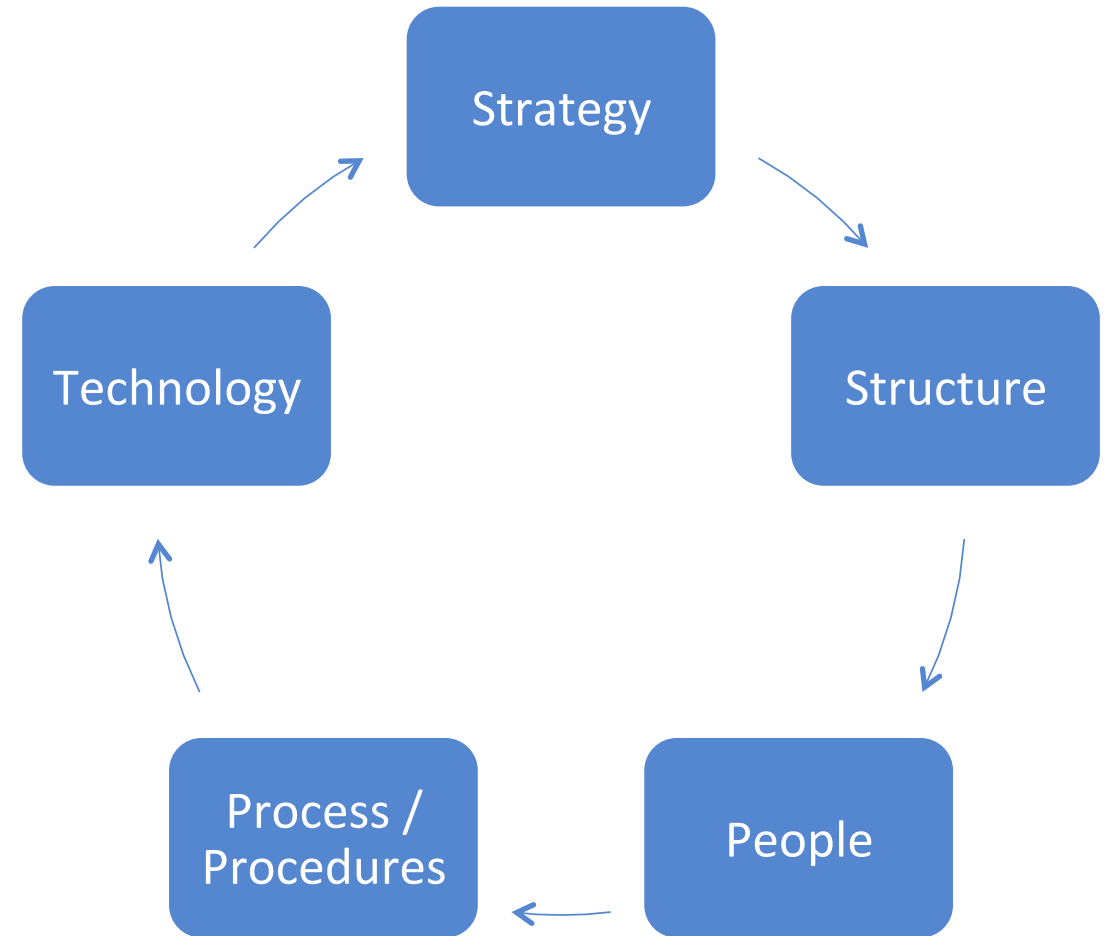 Strategy
Structure
People
Process /
Procedures
Technology